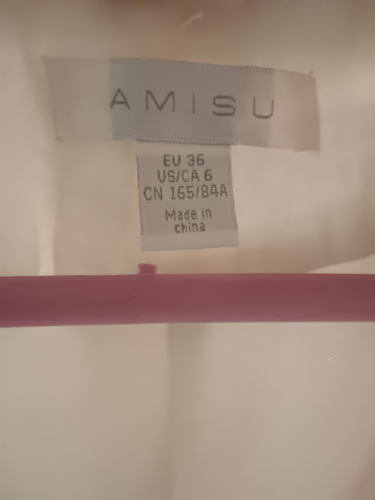 AMISU
EU 36
US/CA 6
CN 165/84A
Made in
china